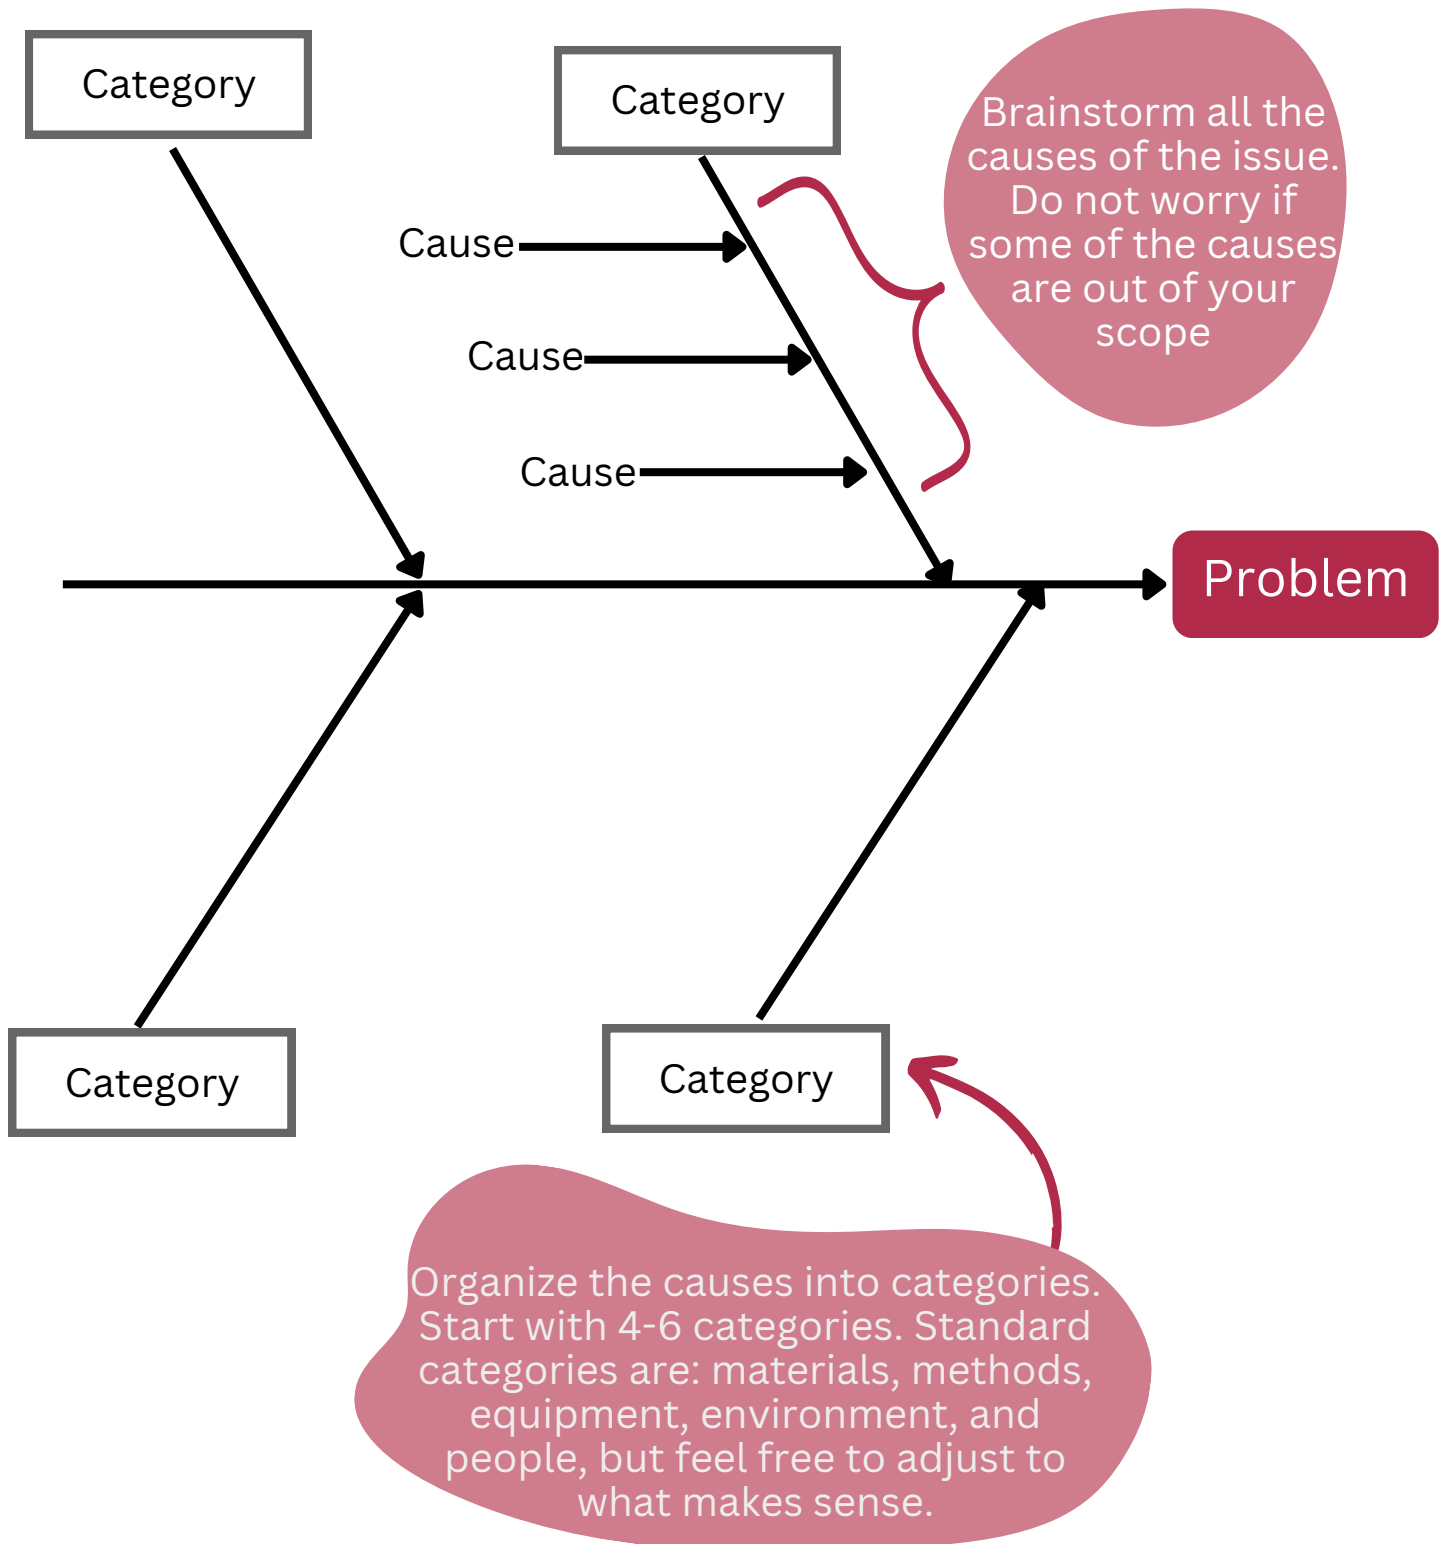 Category
Category
Brainstorm all the
causes of the issue.
Do not worry if
some of the causes
are out of your
scope
Cause
Cause
Cause
Problem
Category
Category
Organize the causes into categories.
Start with 4-6 categories. Standard
categories are: materials, methods,
equipment, environment, and
people, but feel free to adjust to
what makes sense.